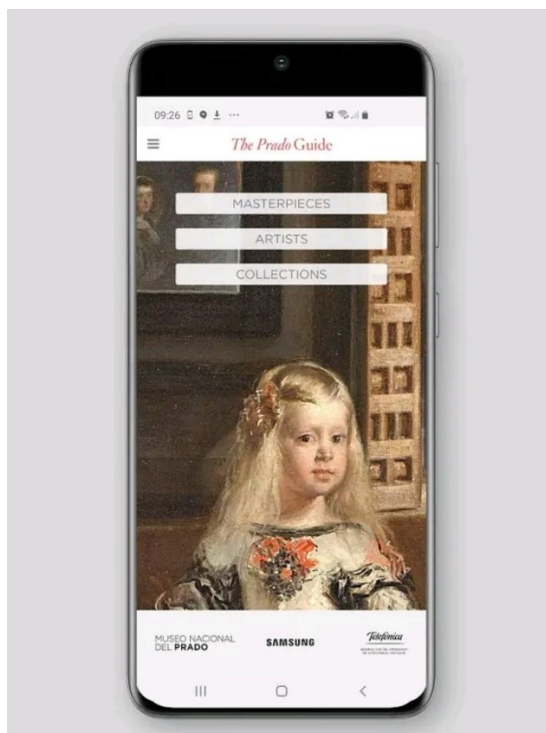 09:26
The Prado Guide
MASTERPIECES
ARTISTS
COLLECTIONS
MUSEO NACIONAL
DEL PRADO
SAMSUNG
Telefónica